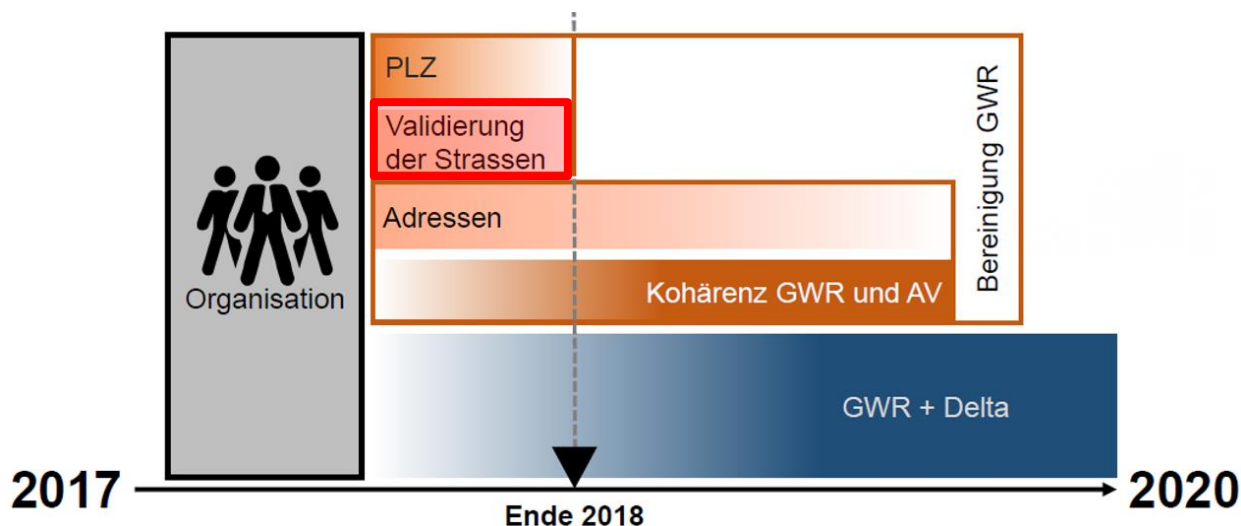 PLZ
Validierung
der Strassen
Adressen
Kohärenz GWR und AV
Bereinigung GWR
Organisation
GWR + Delta
2017
2020
Ende 2018